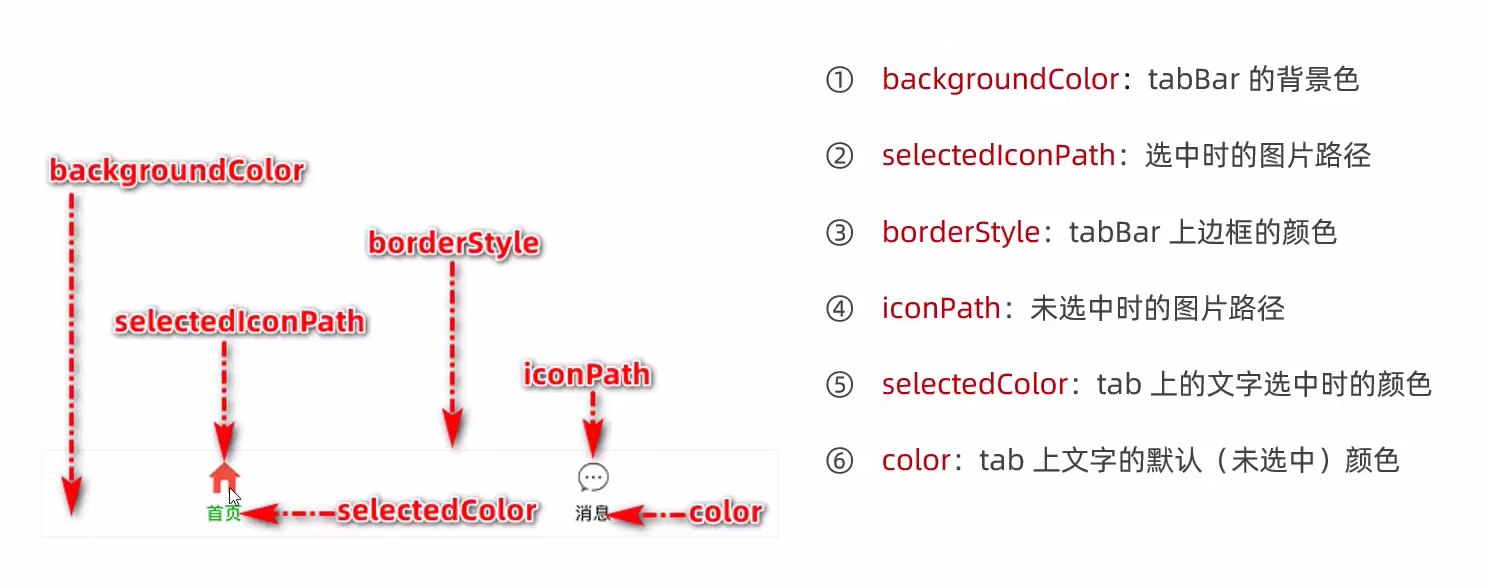 backgroundColor
borderStyle
selectedIconPath
iconPath
首页
selectedColor
消息
color
① backgroundColor：tabBar 的背景色
② selectedIconPath：选中时的图片路径
③ borderStyle：tabBar 上边框的颜色
④ iconPath：未选中时的图片路径
⑤ selectedColor：tab 上的文字选中时的颜色
⑥ color：tab 上文字的默认（未选中）颜色